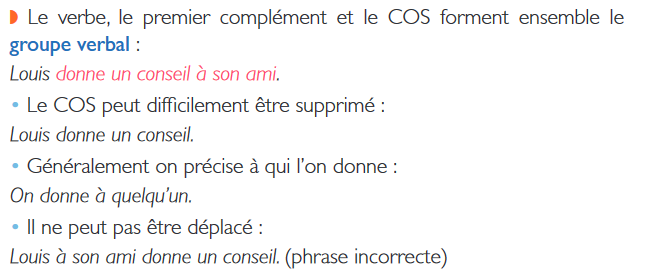 Le verbe, le premier complément et le COS forment ensemble le
groupe verbal :
Louis donne un conseil à son ami.
• Le COS peut difficilement être supprimé :
Louis donne un conseil.
• Généralement on précise à qui l'on donne :
On donne à quelqu'un.
• Il ne peut pas être déplacé :
Louis à son ami donne un conseil. (phrase incorrecte)